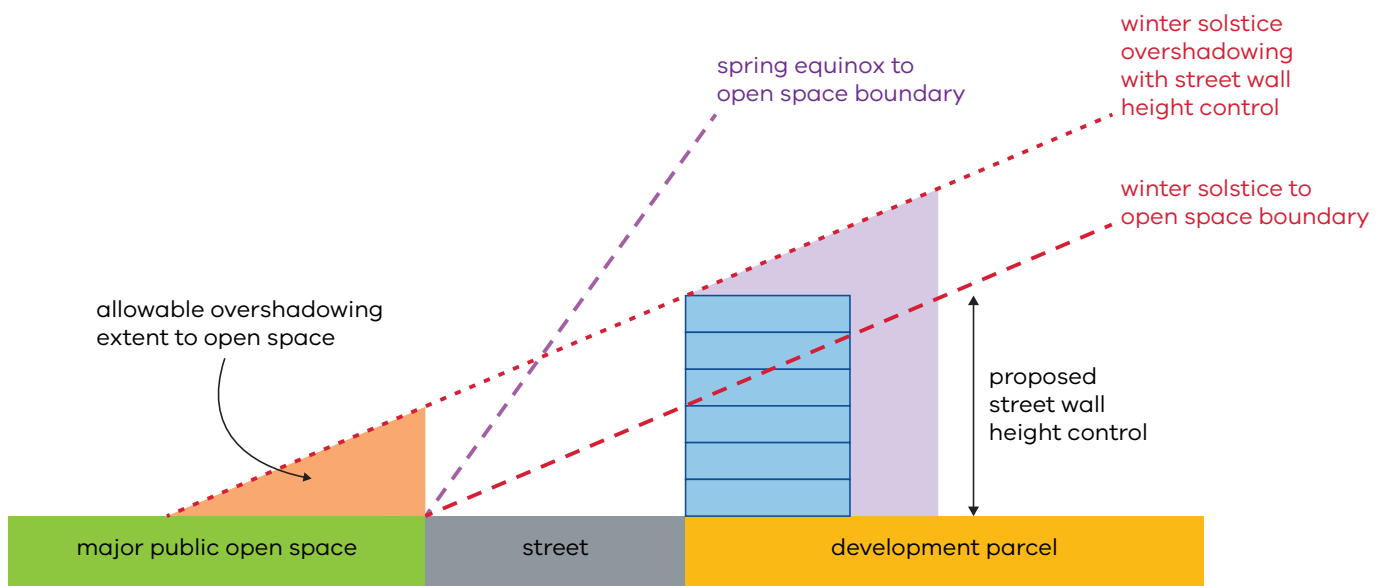 winter solstice
overshadowing
with street wall
height control
spring equinox to
open space boundary
winter solstice to
open space boundary
allowable overshadowing
extent to open space
proposed
street wall
height control
major public open space
street
development parcel